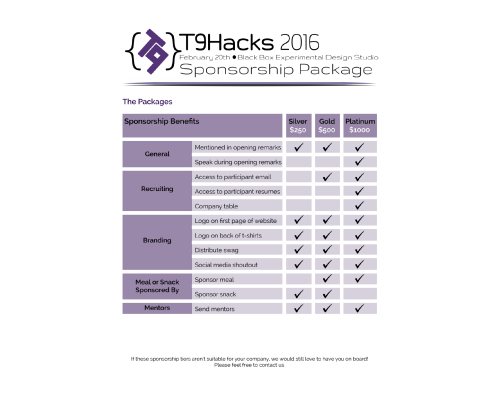 T9Hacks 2016
February 20th • Black Box Experimental Design Studio
Sponsorship Package
The Packages
Sponsorship Benefits Silver $250 Gold $500 Platinum $1000
General
Mentioned in opening remarks ✓ ✓ ✓
Speak during opening remarks ✓
Recruiting
Access to participant email ✓ ✓
Access to participant resumes ✓
Company table ✓
Branding
Logo on first page of website ✓ ✓ ✓
Logo on back of t-shirts ✓ ✓ ✓
Distribute swag ✓ ✓ ✓
Social media shoutout ✓ ✓ ✓
Meal or Snack
Sponsored By
Sponsor meal ✓ ✓
Sponsor snack ✓ ✓
Mentors Send mentors ✓ ✓ ✓
If these sponsorship tiers aren't suitable for your company, we would still love to have you on board!
Please feel free to contact us.